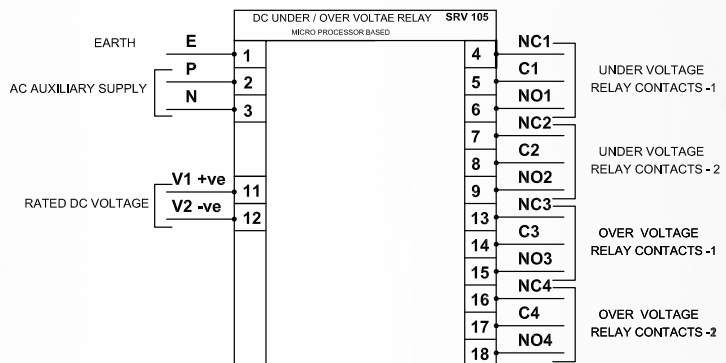 DC UNDER / OVER VOLTAE RELAY SRV 105
MICRO PROCESSOR BASED
EARTH E 1
AC AUXILIARY SUPPLY
P 2
N 3
RATED DC VOLTAGE
V1 +ve 11
V2 -ve 12
4 NC1
5 C1
6 NO1
UNDER VOLTAGE
RELAY CONTACTS -1
7 NC2
8 C2
9 NO2
UNDER VOLTAGE
RELAY CONTACTS - 2
13 NC3
14 C3
15 NO3
OVER VOLTAGE
RELAY CONTACTS -1
16 NC4
17 C4
18 NO4
OVER VOLTAGE
RELAY CONTACTS -2